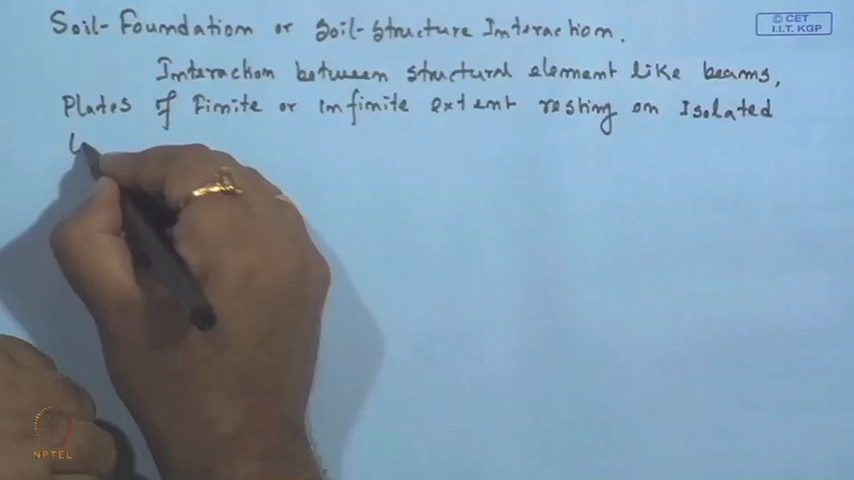 Soil-Foundation or Soil-Structure Interaction.
© CET
I.I.T. KGP
Interaction between structural element like beams,
Plates of Finite or infinite extent resting on Isolated
NPTEL